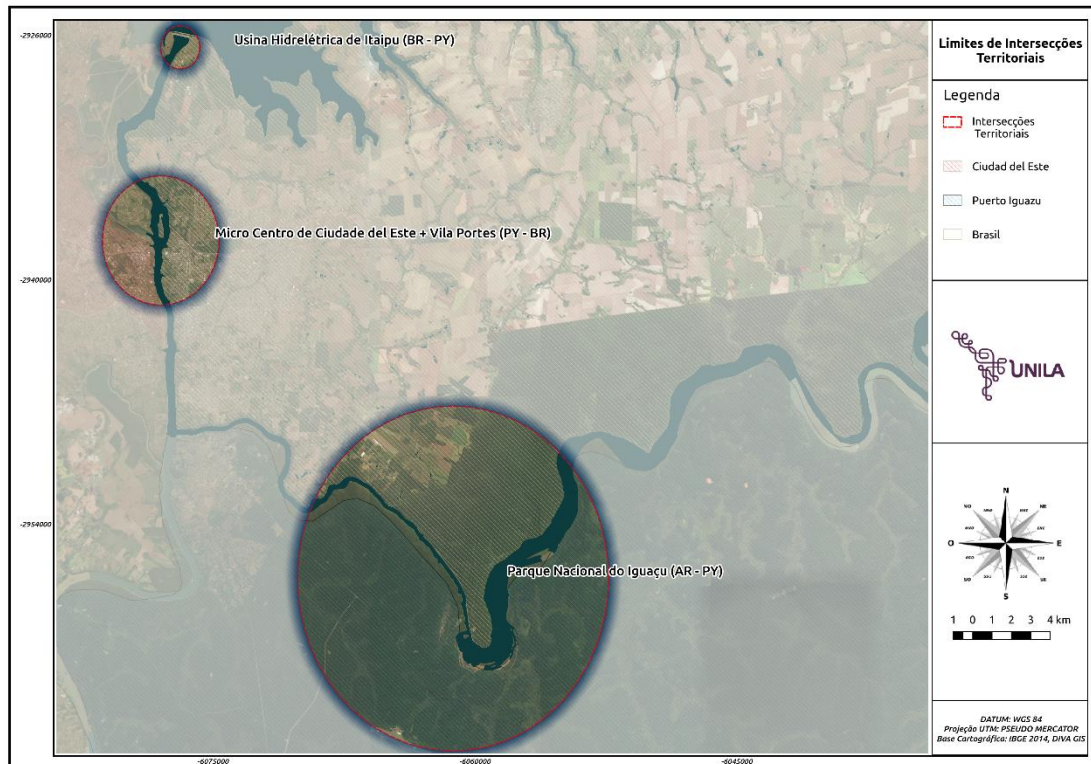 -2926000
-2940000
-2954000
-6075000
-6060000
-6045000
Usina Hidrelétrica de Itaipu (BR - PY)
Micro Centro de Ciudade del Este + Vila Portes (PY - BR)
Parque Nacional do Iguaçu (AR - PY)
Limites de Intersecções
Territoriais
Legenda
Intersecções
Territoriais
Ciudad del Este
Puerto Iguazu
Brasil
UNILA
N
O
E
S
1 0 1 2 3 4 km
DATUM: WGS 84
Projeção UTM: PSEUDO MERCATOR
Base Cartográfica: IBGE 2014, DIVA GIS